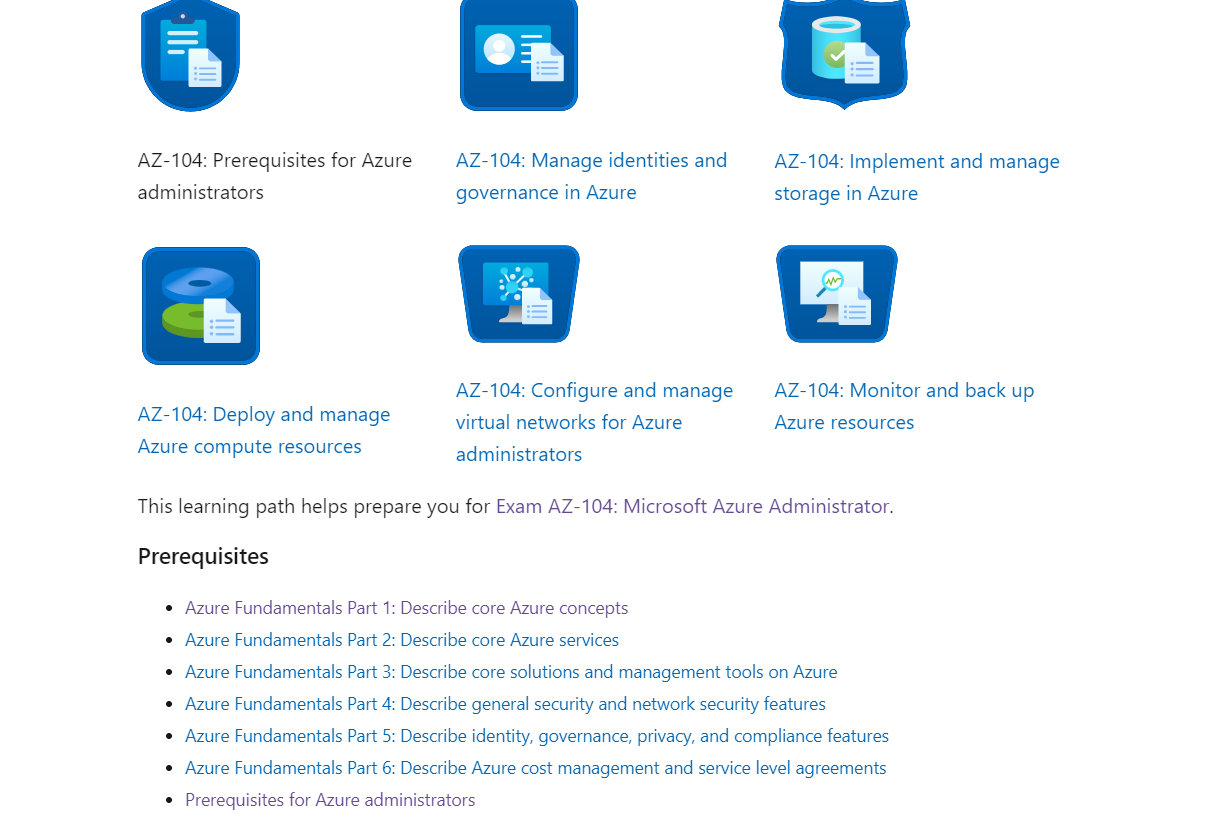 AZ-104: Prerequisites for Azure
administrators
AZ-104: Manage identities and
governance in Azure
AZ-104: Implement and manage
storage in Azure
AZ-104: Deploy and manage
Azure compute resources
AZ-104: Configure and manage
virtual networks for Azure
administrators
AZ-104: Monitor and back up
Azure resources
This learning path helps prepare you for Exam AZ-104: Microsoft Azure Administrator.
Prerequisites
• Azure Fundamentals Part 1: Describe core Azure concepts
• Azure Fundamentals Part 2: Describe core Azure services
• Azure Fundamentals Part 3: Describe core solutions and management tools on Azure
• Azure Fundamentals Part 4: Describe general security and network security features
• Azure Fundamentals Part 5: Describe identity, governance, privacy, and compliance features
• Azure Fundamentals Part 6: Describe Azure cost management and service level agreements
• Prerequisites for Azure administrators